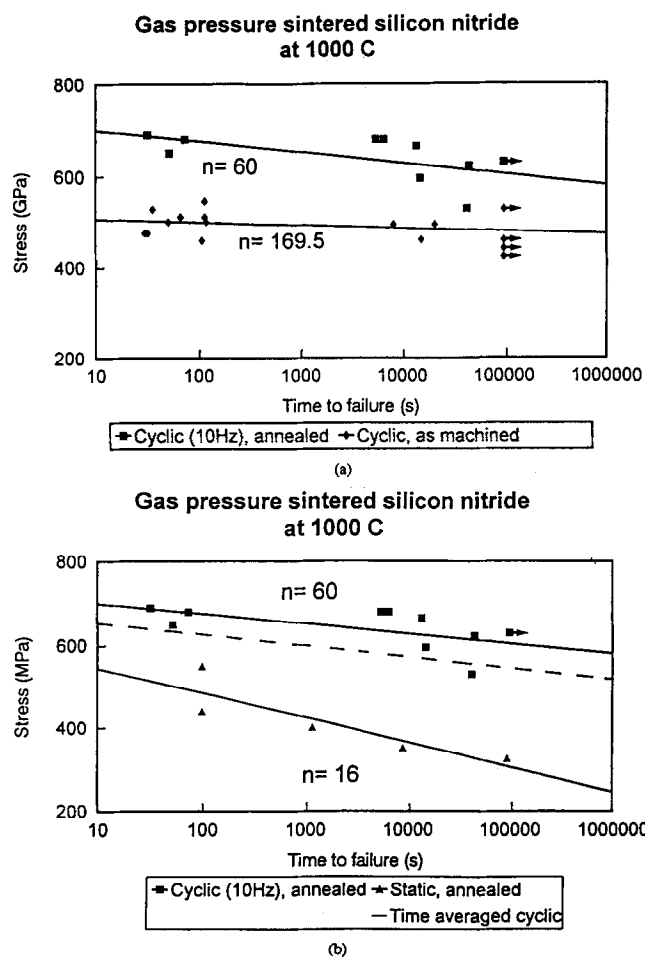 Gas pressure sintered silicon nitride
at 1000 C
800
600
400
200
Stress (GPa)
n= 60
n= 169.5
10 100 1000 10000 100000 1000000
Time to failure (s)
Cyclic (10Hz), annealed Cyclic, as machined
(a)
Gas pressure sintered silicon nitride
at 1000 C
800
600
400
200
Stress (MPa)
n= 60
n= 16
10 100 1000 10000 100000 1000000
Time to failure (s)
Cyclic (10Hz), annealed Static, annealed
Time averaged cyclic
(b)